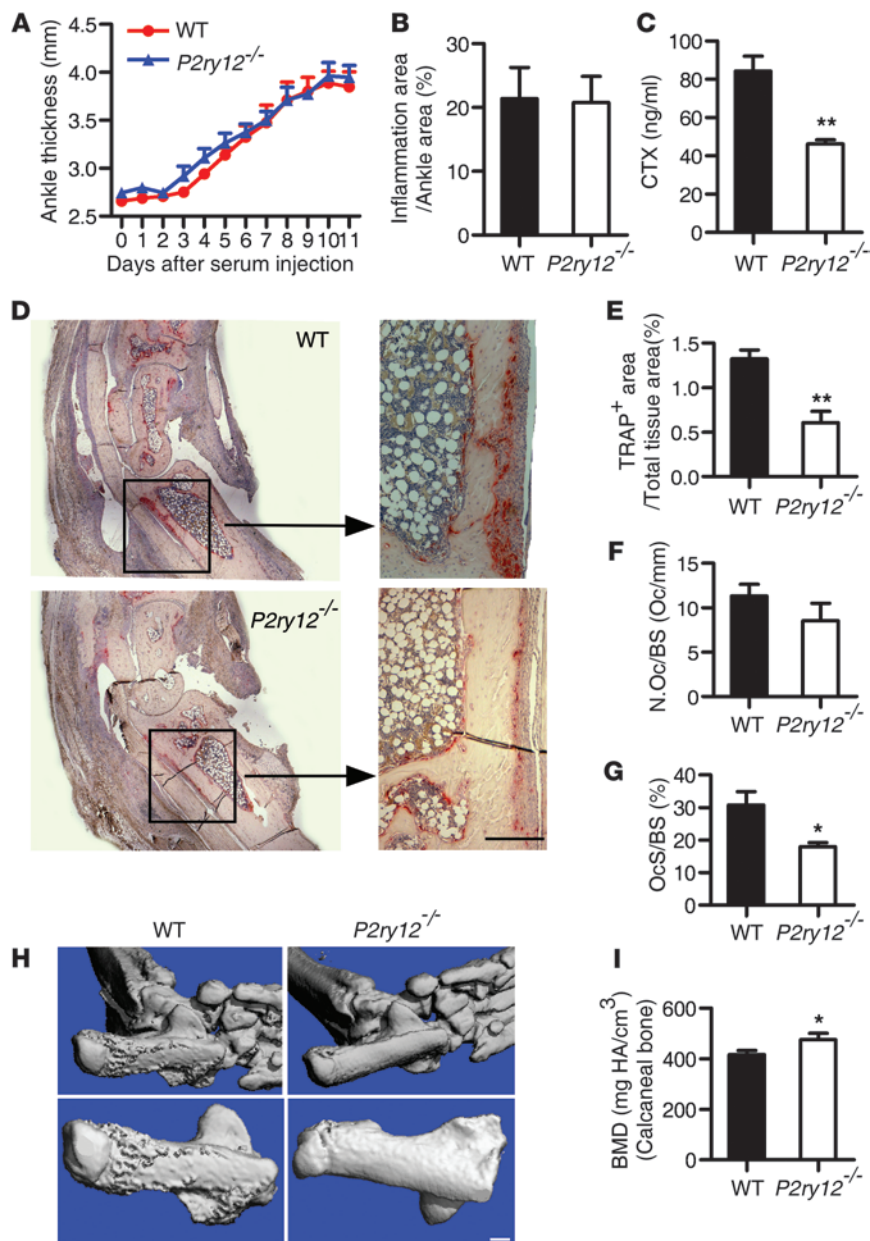 A
WT
P2ry12-/-
Ankle thickness (mm)
4.5
4.0
3.5
3.0
2.5
0 1 2 3 4 5 6 7 8 9 10 11
Days after serum injection
B
Inflammation area
/Ankle area (%)
30
20
10
0
WT P2ry12-/-
C
CTX (ng/ml)
100
80
60
40
20
0
**
WT P2ry12-/-
D
WT
P2ry12-/-
E
TRAP+ area
/Total tissue area(%)
1.5
1.0
0.5
0.0
**
WT P2ry12-/-
F
N.Oc/BS (Oc/mm)
15
10
5
0
WT P2ry12-/-
G
OcS/BS (%)
40
30
20
10
0
*
WT P2ry12-/-
H
WT P2ry12-/-
I
BMD (mg HA/cm3)
(Calcaneal bone)
600
400
200
0
*
WT P2ry12-/-